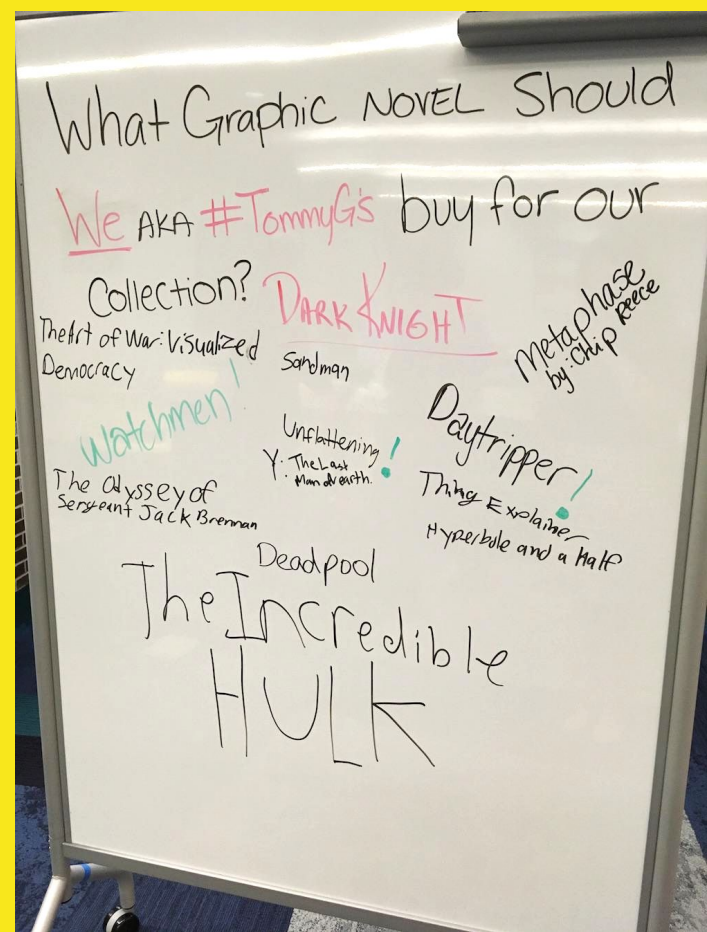 What Graphic NOVEL Should
We AKA #TommyG's buy for our
Collection?
DARK KNIGHT
Metaphase
by: Chip Reece
The Art of War: Visualized
Democracy
Sandman
Watchmen!
Daytripper!
Unflattening!
Y: The Last
Man on earth.
The Odyssey of
Sergeant Jack Brennan
Thing Explainer
Hyperbole and a Half
Deadpool
The Incredible
HULK